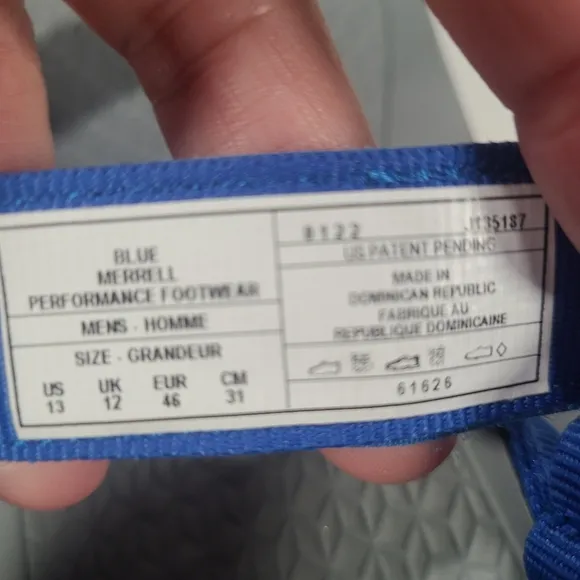 BLUE
MERRELL
PERFORMANCE FOOTWEAR
MENS - HOMME
SIZE - GRANDEUR
US UK EUR CM
13 12 46 31
8122 J135187
US PATENT PENDING
MADE IN
DOMINICAN REPUBLIC
FABRIQUE AU
REPUBLIQUE DOMINICAINE
61626